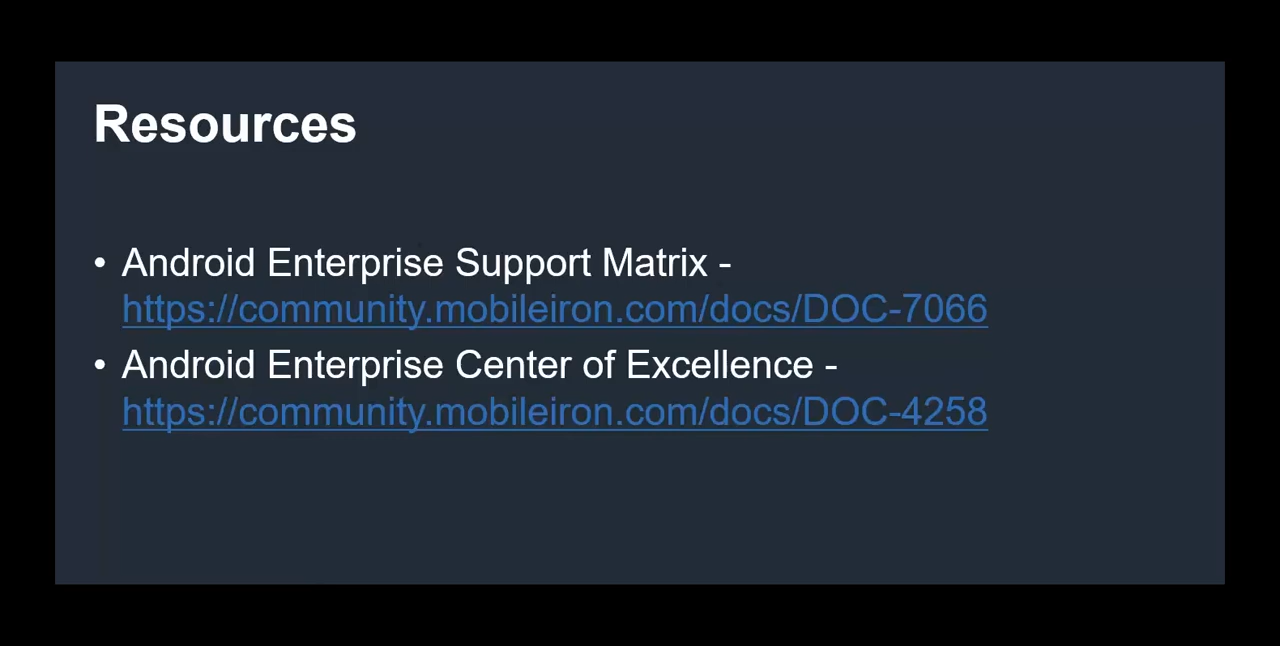 Resources
• Android Enterprise Support Matrix -
https://community.mobileiron.com/docs/DOC-7066
• Android Enterprise Center of Excellence -
https://community.mobileiron.com/docs/DOC-4258